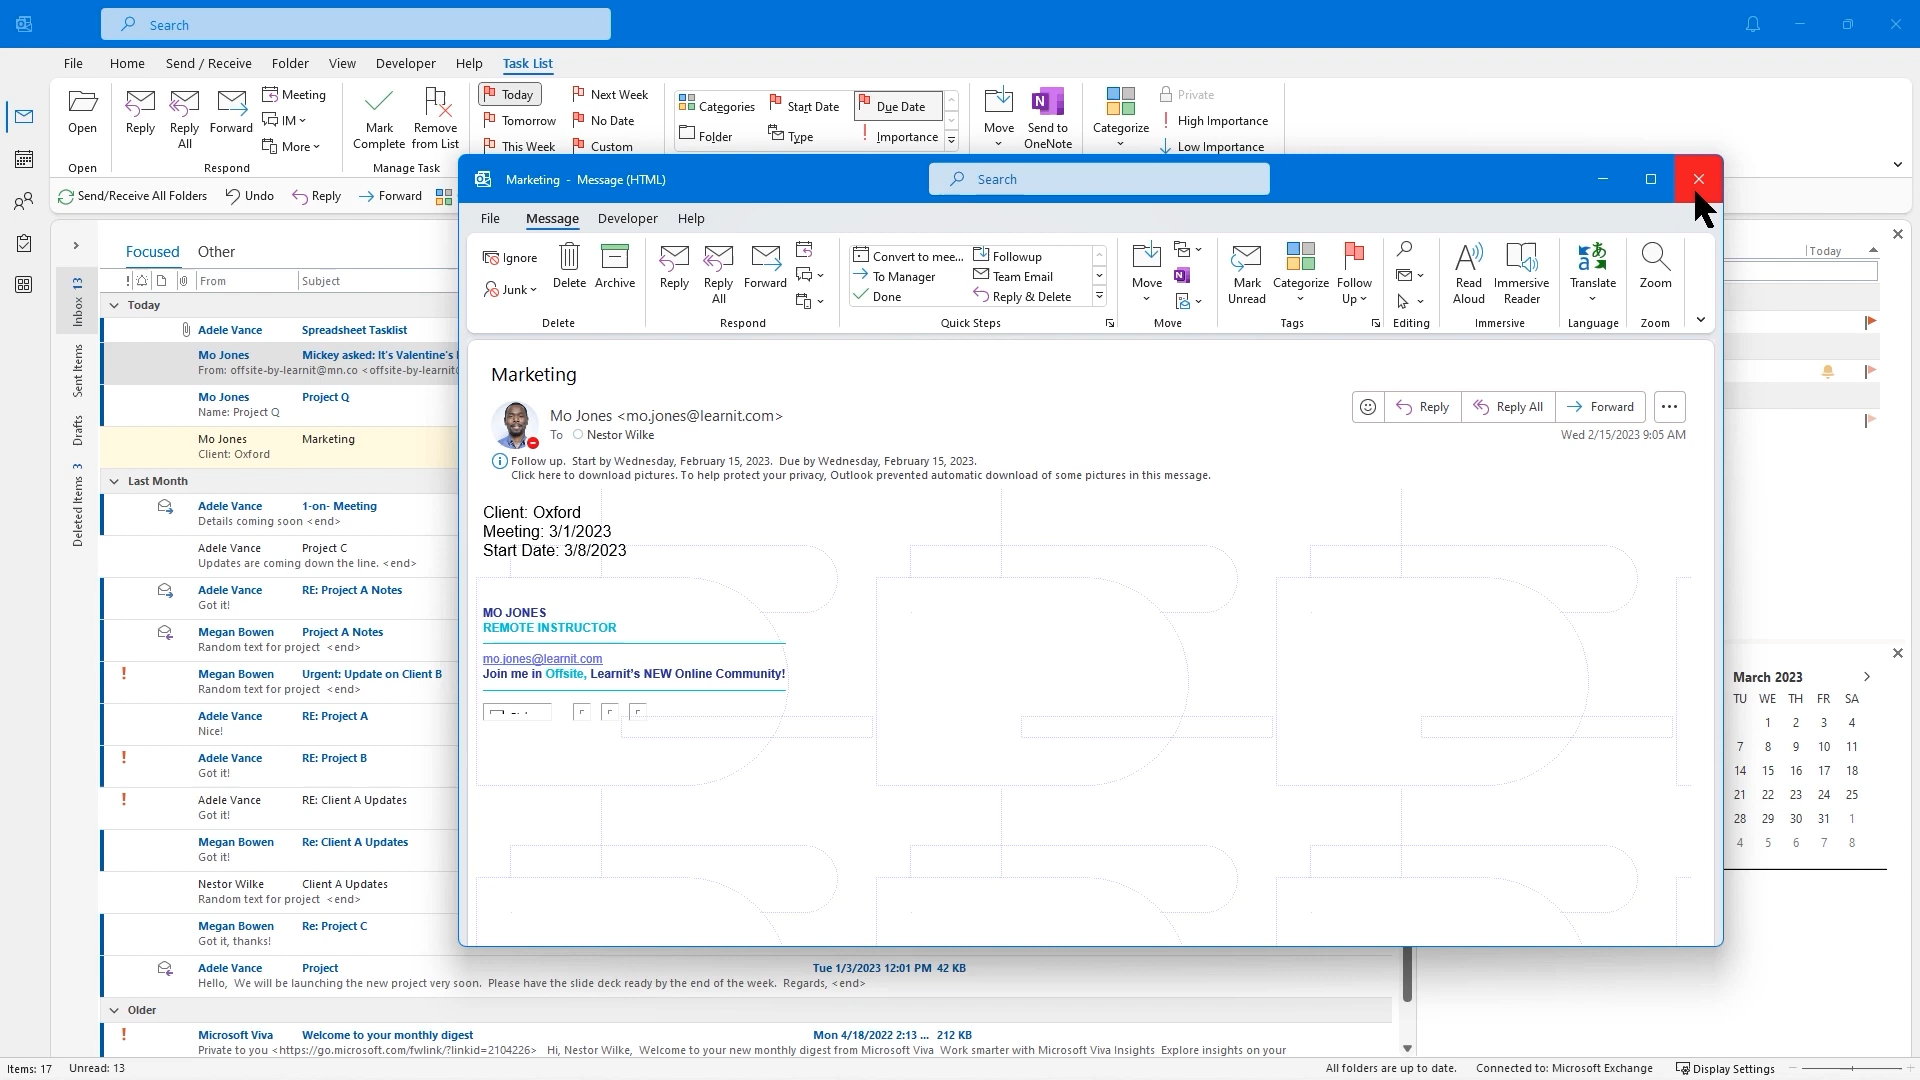 Search
File Home Send / Receive Folder View Developer Help Task List
Open
Reply
Reply All
Forward
Meeting
IM
More
Mark Complete
Remove from List
Today
Tomorrow
This Week
Next Week
No Date
Custom
Categories
Start Date
Due Date
Folder
Type
Importance
Move
Send to OneNote
Categorize
Private
High Importance
Low Importance
Open
Respond
Manage Task
Send/Receive All Folders Undo Reply Forward
Marketing - Message (HTML)
Search
File Message Developer Help
Ignore
Junk
Delete
Archive
Reply
Reply All
Forward
Convert to mee...
To Manager
Done
Followup
Team Email
Reply & Delete
Move
Mark Unread
Categorize
Follow Up
Read Aloud
Immersive Reader
Translate
Zoom
Delete
Respond
Quick Steps
Move
Tags
Editing
Immersive
Language
Zoom
Marketing
Mo Jones <mo.jones@learnit.com>
To Nestor Wilke
Reply
Reply All
Forward
Wed 2/15/2023 9:05 AM
Follow up. Start by Wednesday, February 15, 2023. Due by Wednesday, February 15, 2023.
Click here to download pictures. To help protect your privacy, Outlook prevented automatic download of some pictures in this message.
Client: Oxford
Meeting: 3/1/2023
Start Date: 3/8/2023
MO JONES
REMOTE INSTRUCTOR
mo.jones@learnit.com
Join me in Offsite, Learnit's NEW Online Community!
Inbox 13
Sent Items
Drafts
Deleted Items 3
Focused Other
! From Subject
Today
Adele Vance Spreadsheet Tasklist
Mo Jones Mickey asked: It's Valentine's
From: offsite-by-learnit@mn.co <offsite-by-learnit
Mo Jones Project Q
Name: Project Q
Mo Jones Marketing
Client: Oxford
Last Month
Adele Vance 1-on- Meeting
Details coming soon <end>
Adele Vance Project C
Updates are coming down the line. <end>
Adele Vance RE: Project A Notes
Got it!
Megan Bowen Project A Notes
Random text for project <end>
! Megan Bowen Urgent: Update on Client B
Random text for project <end>
Adele Vance RE: Project A
Nice!
! Adele Vance RE: Project B
Got it!
! Adele Vance RE: Client A Updates
Got it!
Megan Bowen Re: Client A Updates
Got it!
Nestor Wilke Client A Updates
Random text for project <end>
Megan Bowen Re: Project C
Got it, thanks!
Adele Vance Project Tue 1/3/2023 12:01 PM 42 KB
Hello, We will be launching the new project very soon. Please have the slide deck ready by the end of the week. Regards, <end>
Older
! Microsoft Viva Welcome to your monthly digest Mon 4/18/2022 2:13 ... 212 KB
Private to you <https://go.microsoft.com/fwlink/?linkid=2104226> Hi, Nestor Wilke, Welcome to your new monthly digest from Microsoft Viva Work smarter with Microsoft Viva Insights Explore insights on your
Today
March 2023
TU WE TH FR SA
1 2 3 4
7 8 9 10 11
14 15 16 17 18
21 22 23 24 25
28 29 30 31 1
4 5 6 7 8
Items: 17 Unread: 13 All folders are up to date. Connected to: Microsoft Exchange Display Settings